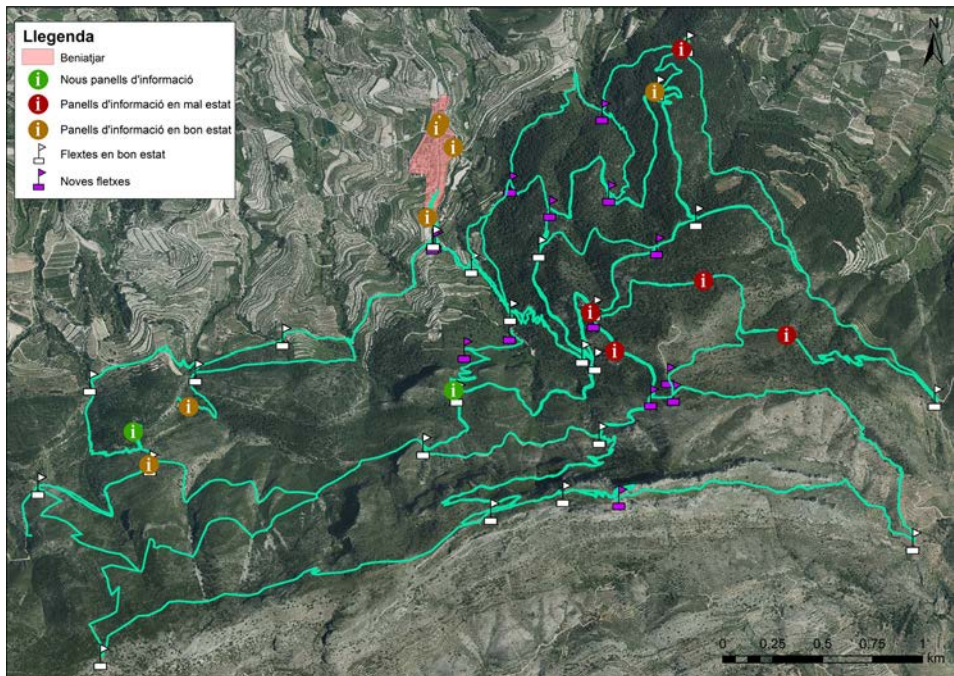 Llegenda
Beniatjar
Nous panells d'informació
Panells d'informació en mal estat
Panells d'informació en bon estat
Flextes en bon estat
Noves fletxes
N
0 0,25 0,5 0,75 1
km